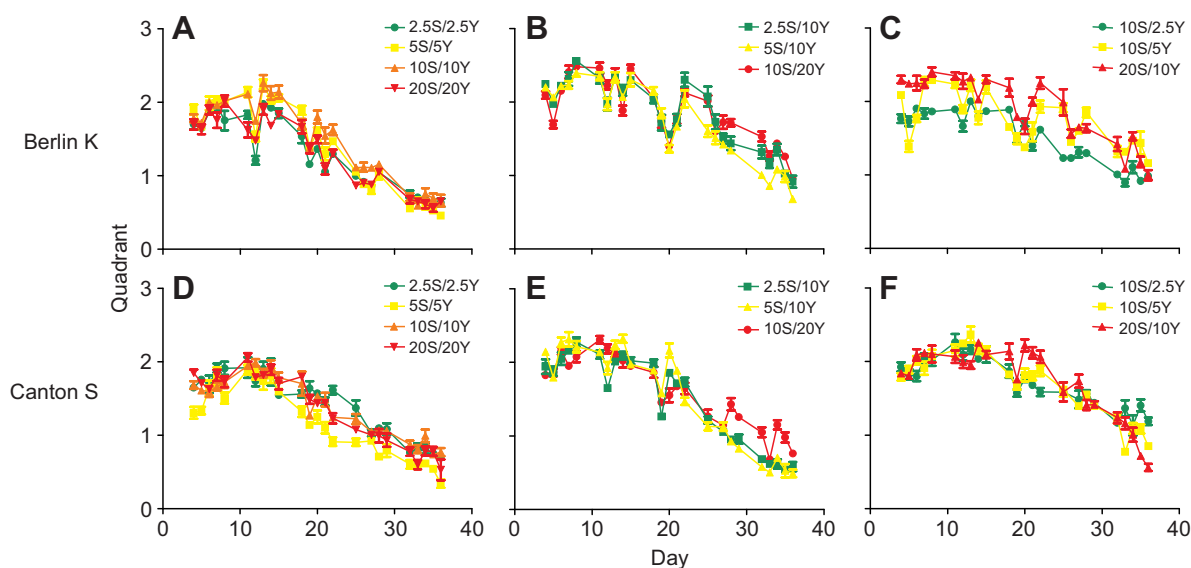 A
2.5S/2.5Y
5S/5Y
10S/10Y
20S/20Y
B
2.5S/10Y
5S/10Y
10S/20Y
C
10S/2.5Y
10S/5Y
20S/10Y
3
2
1
0
Berlin K
Quadrant
D
2.5S/2.5Y
5S/5Y
10S/10Y
20S/20Y
E
2.5S/10Y
5S/10Y
10S/20Y
F
10S/2.5Y
10S/5Y
20S/10Y
3
2
1
0
Canton S
0 10 20 30 40
0 10 20 30 40
0 10 20 30 40
Day